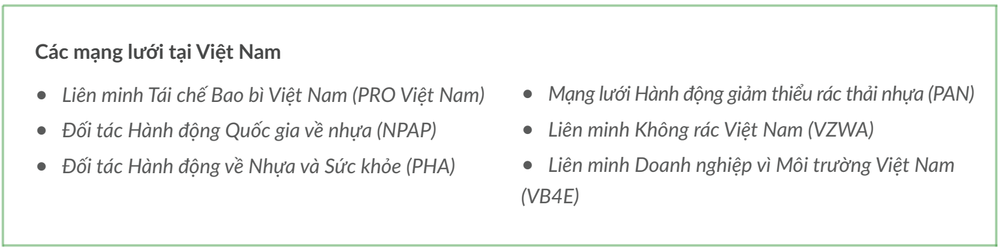 Các mạng lưới tại Việt Nam
● Liên minh Tái chế Bao bì Việt Nam (PRO Việt Nam)
● Đối tác Hành động Quốc gia về nhựa (NPAP)
● Đối tác Hành động về Nhựa và Sức khỏe (PHA)
● Mạng lưới Hành động giảm thiểu rác thải nhựa (PAN)
● Liên minh Không rác Việt Nam (VZWA)
● Liên minh Doanh nghiệp vì Môi trường Việt Nam
(VB4E)